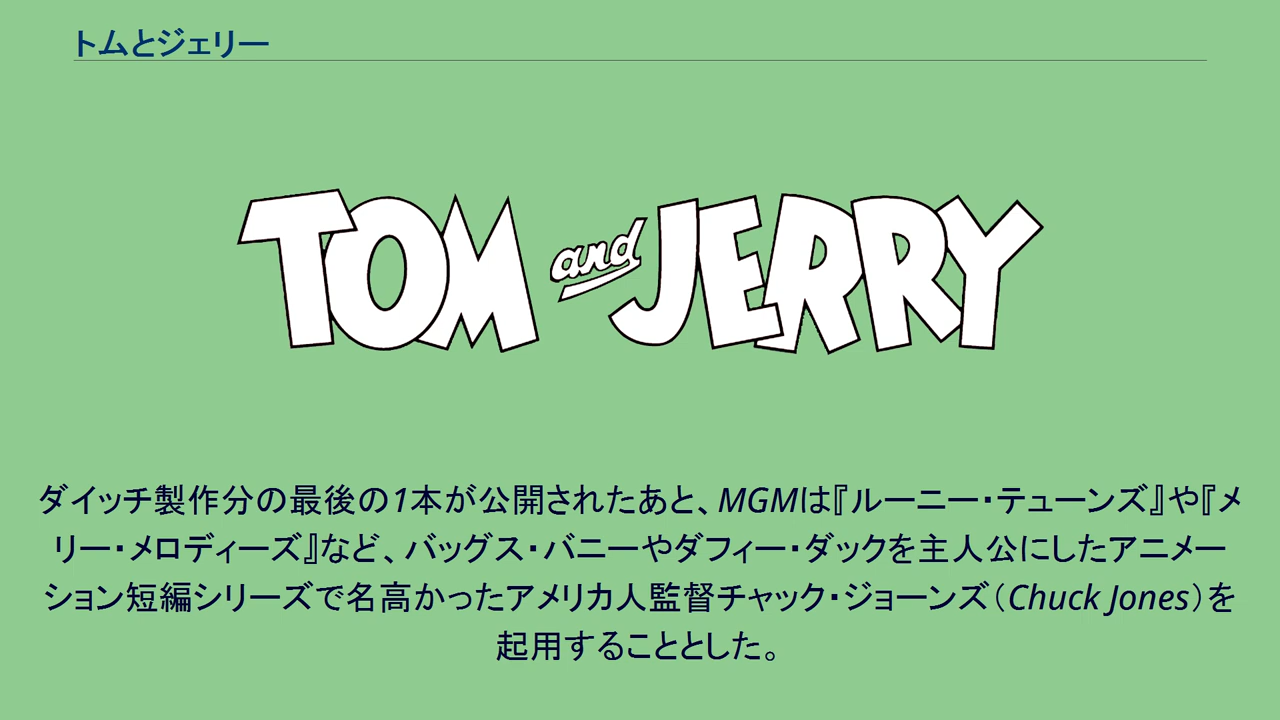 トムとジェリー
TOM and JERRY
ダイッチ製作分の最後の1本が公開されたあと、MGMは『ルーニー・テューンズ』や『メ
リー・メロディーズ』など、バッグス・バニーやダフィー・ダックを主人公にしたアニメー
ション短編シリーズで名高かったアメリカ人監督チャック・ジョーンズ（Chuck Jones）を
起用することとした。